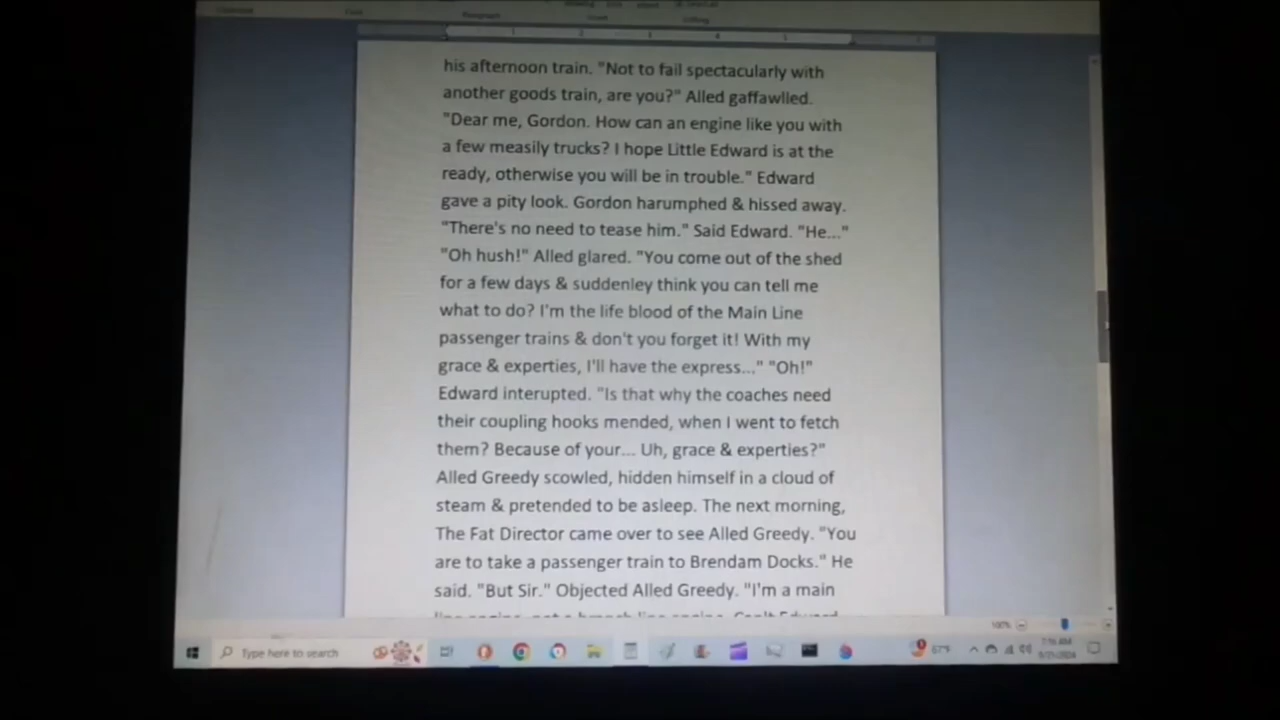 his afternoon train. "Not to fail spectacularly with
another goods train, are you?" Alled gaffawlled.
"Dear me, Gordon. How can an engine like you with
a few measily trucks? I hope Little Edward is at the
ready, otherwise you will be in trouble." Edward
gave a pity look. Gordon harumphed & hissed away.
"There's no need to tease him." Said Edward. "He..."
"Oh hush!" Alled glared. "You come out of the shed
for a few days & suddenley think you can tell me
what to do? I'm the life blood of the Main Line
passenger trains & don't you forget it! With my
grace & experties, I'll have the express..." "Oh!"
Edward interupted. "Is that why the coaches need
their coupling hooks mended, when I went to fetch
them? Because of your... Uh, grace & experties?"
Alled Greedy scowled, hidden himself in a cloud of
steam & pretended to be asleep. The next morning,
The Fat Director came over to see Alled Greedy. "You
are to take a passenger train to Brendam Docks." He
said. "But Sir." Objected Alled Greedy. "I'm a main
100%
Type here to search
67°F
7:16 AM